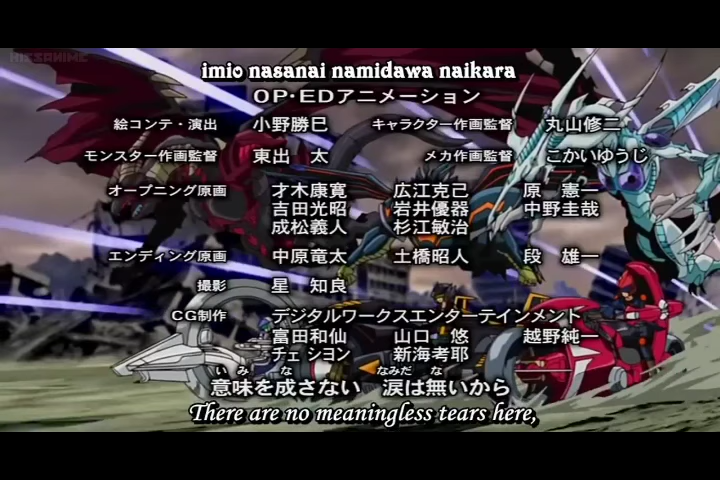 KISSANIME
imio nasanai namidawa naikara
OP・EDアニメーション
絵コンテ・演出 小野勝巳 キャラクター作画監督 丸山修二
モンスター作画監督 東出 太 メカ作画監督 こかいゆうじ
オープニング原画 才木康寛 広江克己 原 憲一
吉田光昭 岩井優器 中野圭哉
成松義人 杉江敏治
エンディング原画 中原竜太 土橋昭人 段 雄一
撮影 星 知良
CG制作 デジタルワークスエンターテインメント
富田和仙 山口 悠 越野純一
チェ ション 新海考耶
いみ な なみだ な
意味を成さない 涙は無いから
There are no meaningless tears here,